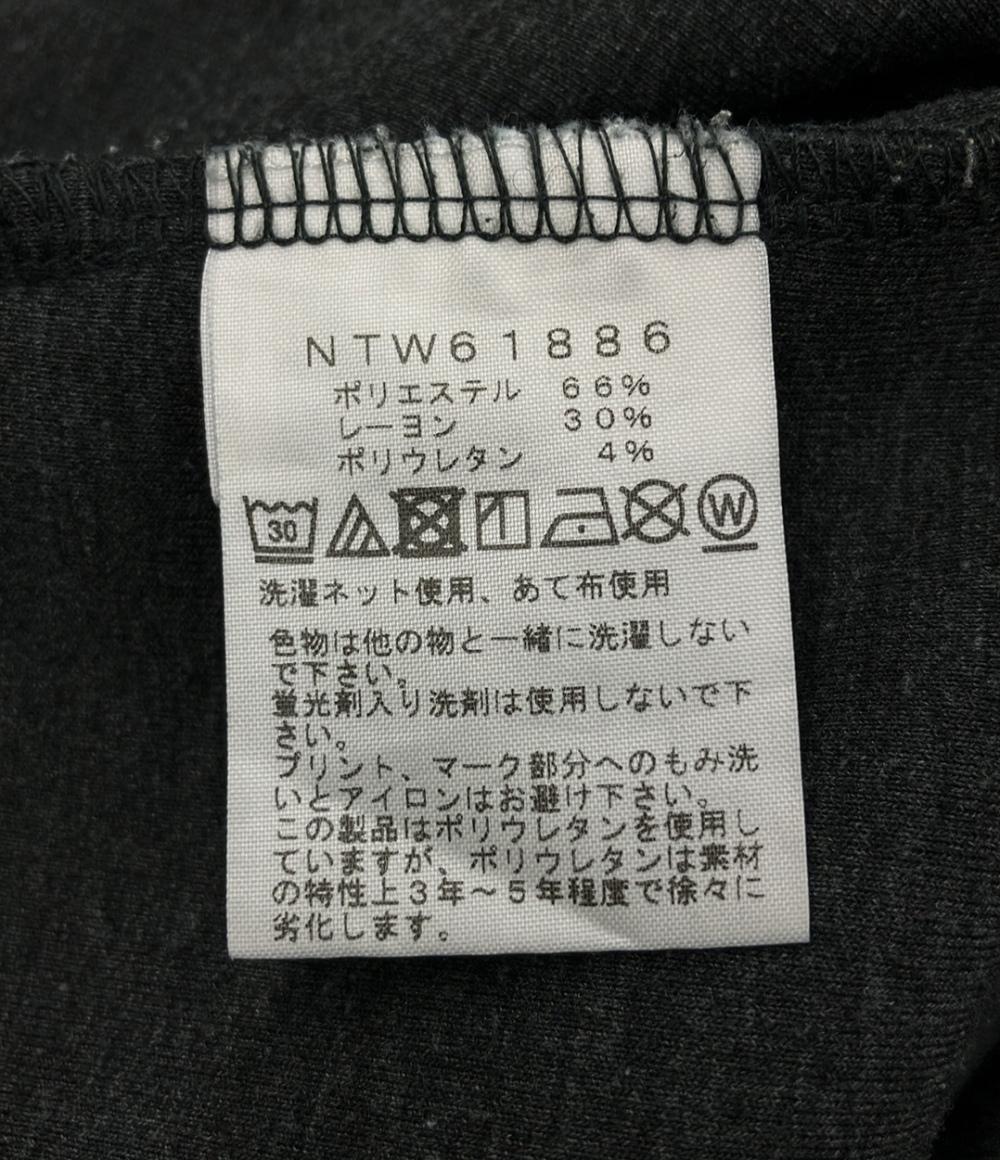 NTW61886
ポリエステル 66%
レーヨン 30%
ポリウレタン 4%
30 W
洗濯ネット使用、あて布使用
色物は他の物と一緒に洗濯しない
で下さい。
蛍光剤入り洗剤は使用しないで下
さい。
プリント、マーク部分へのもみ洗
いとアイロンはお避け下さい。
この製品はポリウレタンを使用し
ていますが、ポリウレタンは素材
の特性上3年～5年程度で徐々に
劣化します。